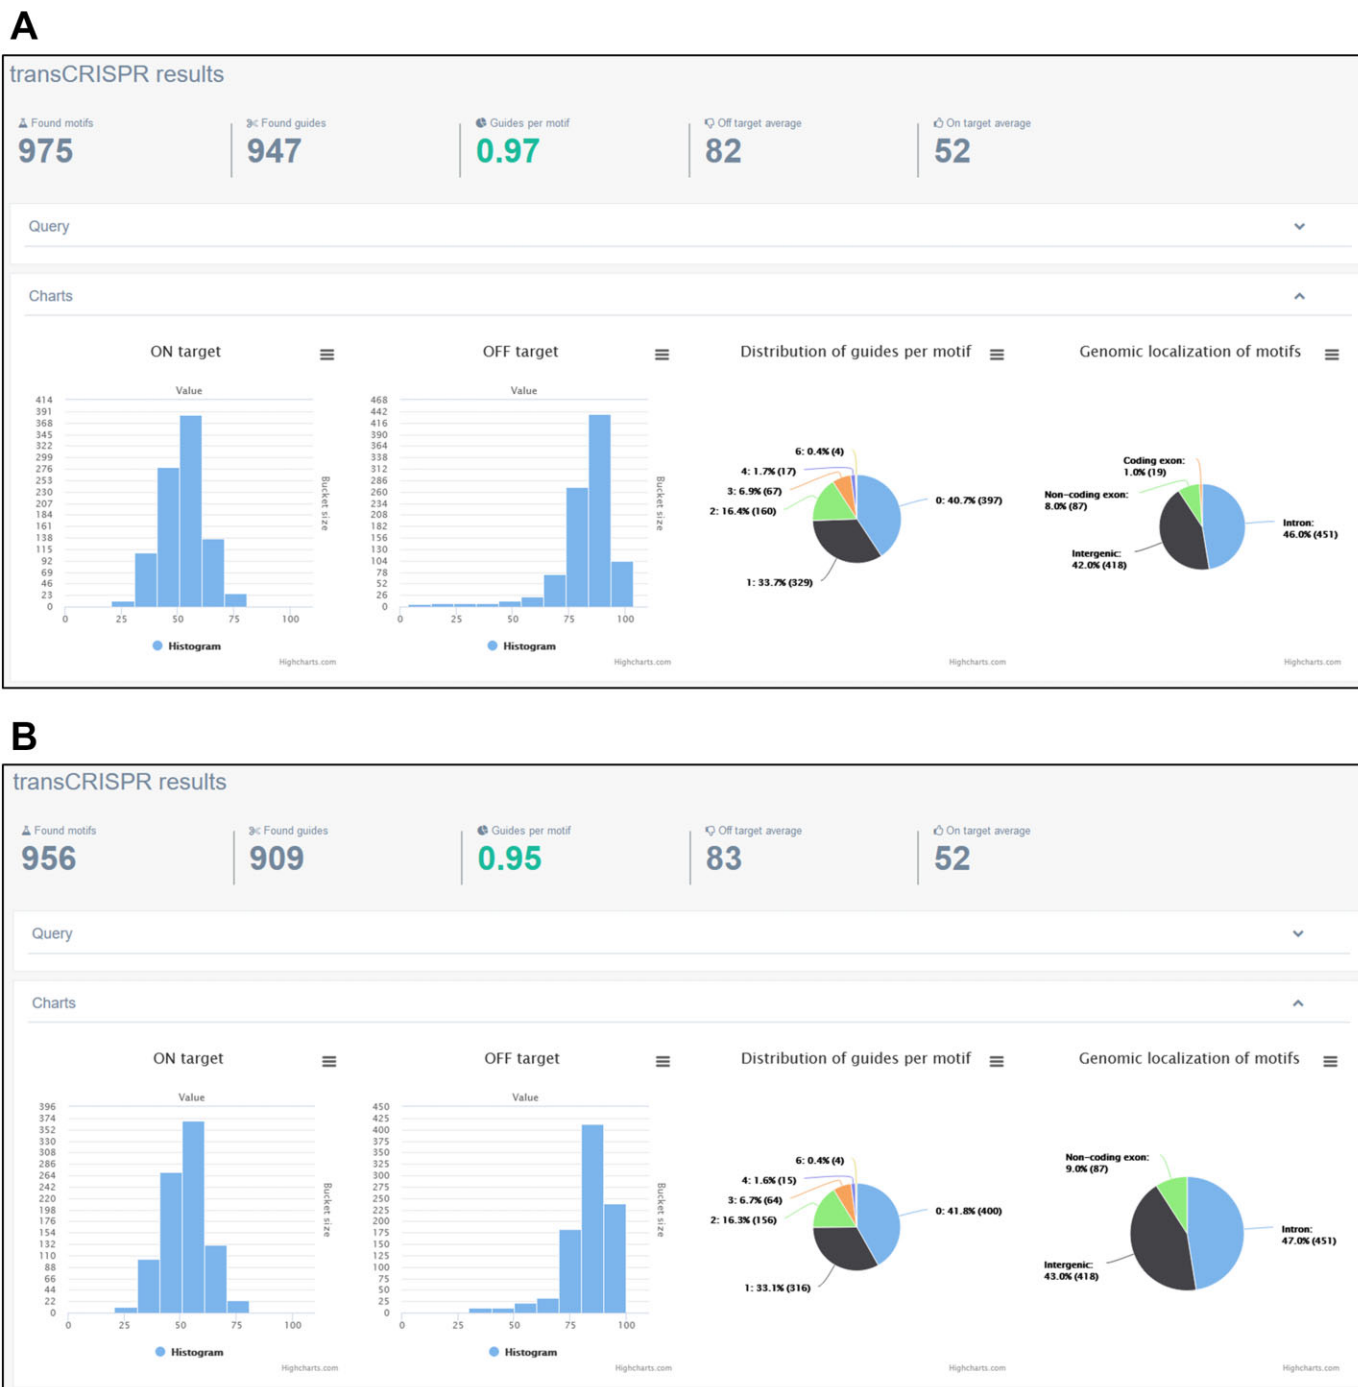 A
transCRISPR results
Found motifs
975
Found guides
947
Guides per motif
0.97
Off target average
82
On target average
52
Query
Charts
ON target
Value
414
391
368
345
322
299
276
253
230
207
184
161
138
115
92
69
46
23
0
0 25 50 75 100
Bucket size
Histogram
Highcharts.com
OFF target
Value
468
442
416
390
364
338
312
286
260
234
208
182
156
130
104
78
52
26
0
0 25 50 75 100
Bucket size
Histogram
Highcharts.com
Distribution of guides per motif
6: 0.4% (4)
4: 1.7% (17)
3: 6.9% (67)
2: 16.4% (160)
0: 40.7% (397)
1: 33.7% (329)
Highcharts.com
Genomic localization of motifs
Coding exon:
1.0% (19)
Non-coding exon:
8.0% (87)
Intron:
46.0% (451)
Intergenic:
42.0% (418)
Highcharts.com
B
transCRISPR results
Found motifs
956
Found guides
909
Guides per motif
0.95
Off target average
83
On target average
52
Query
Charts
ON target
Value
396
374
352
330
308
286
264
242
220
198
176
154
132
110
88
66
44
22
0
0 25 50 75 100
Bucket size
Histogram
Highcharts.com
OFF target
Value
450
425
400
375
350
325
300
275
250
225
200
175
150
125
100
75
50
25
0
0 25 50 75 100
Bucket size
Histogram
Highcharts.com
Distribution of guides per motif
6: 0.4% (4)
4: 1.6% (15)
3: 6.7% (64)
2: 16.3% (156)
0: 41.8% (400)
1: 33.1% (316)
Highcharts.com
Genomic localization of motifs
Non-coding exon:
9.0% (87)
Intron:
47.0% (451)
Intergenic:
43.0% (418)
Highcharts.com